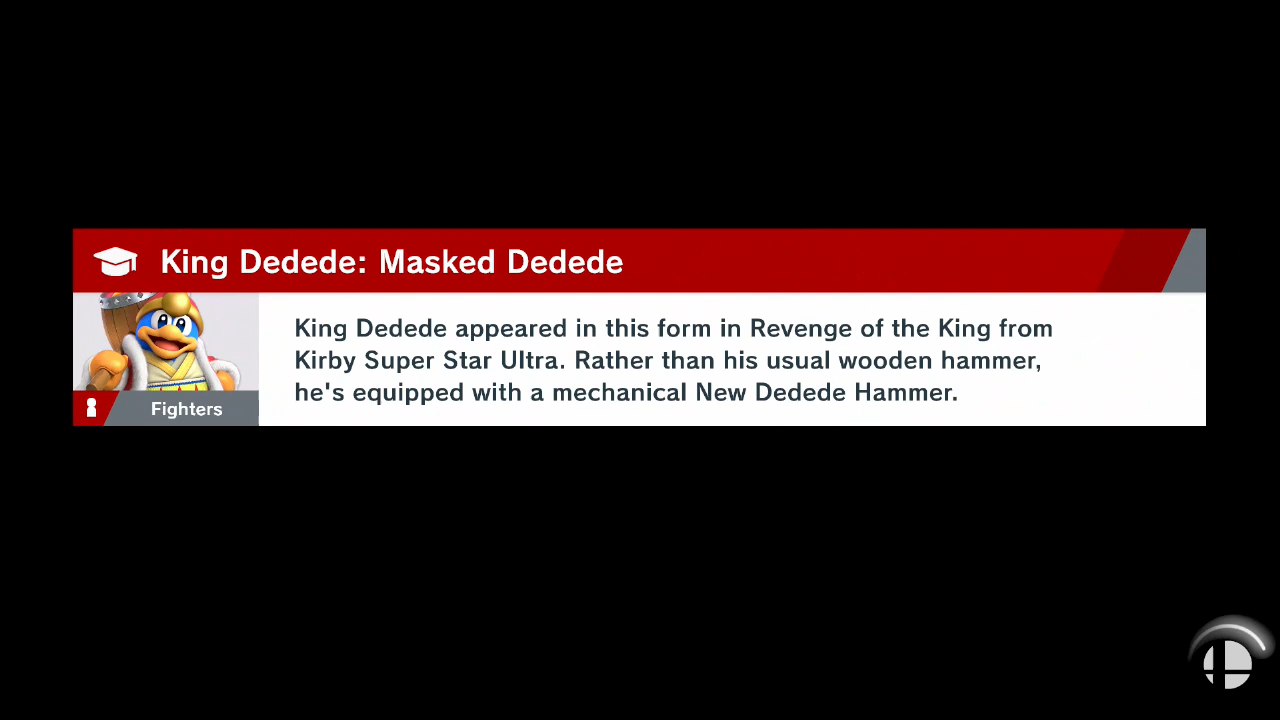 King Dedede: Masked Dedede
King Dedede appeared in this form in Revenge of the King from
Kirby Super Star Ultra. Rather than his usual wooden hammer,
he's equipped with a mechanical New Dedede Hammer.
Fighters